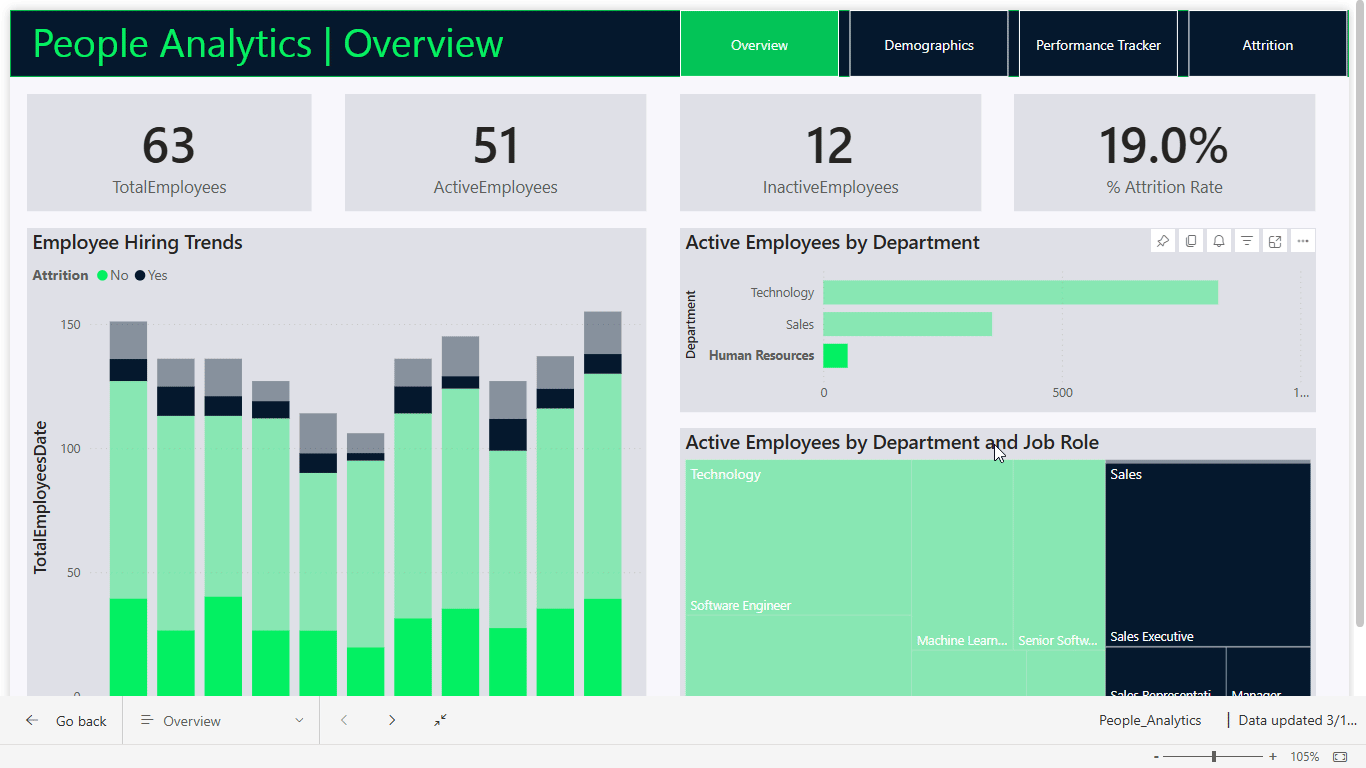 People Analytics | Overview
Overview
Demographics
Performance Tracker
Attrition
63
TotalEmployees
51
ActiveEmployees
12
InactiveEmployees
19.0%
% Attrition Rate
Employee Hiring Trends
Attrition No Yes
TotalEmployeesDate
150
100
50
0
Active Employees by Department
Department
Technology
Sales
Human Resources
0 500 1...
Active Employees by Department and Job Role
Technology
Software Engineer
Machine Learn...
Senior Softw...
Sales
Sales Executive
Sales Representati...
Manager
Go back
Overview
People_Analytics | Data updated 3/1...
- + 105%